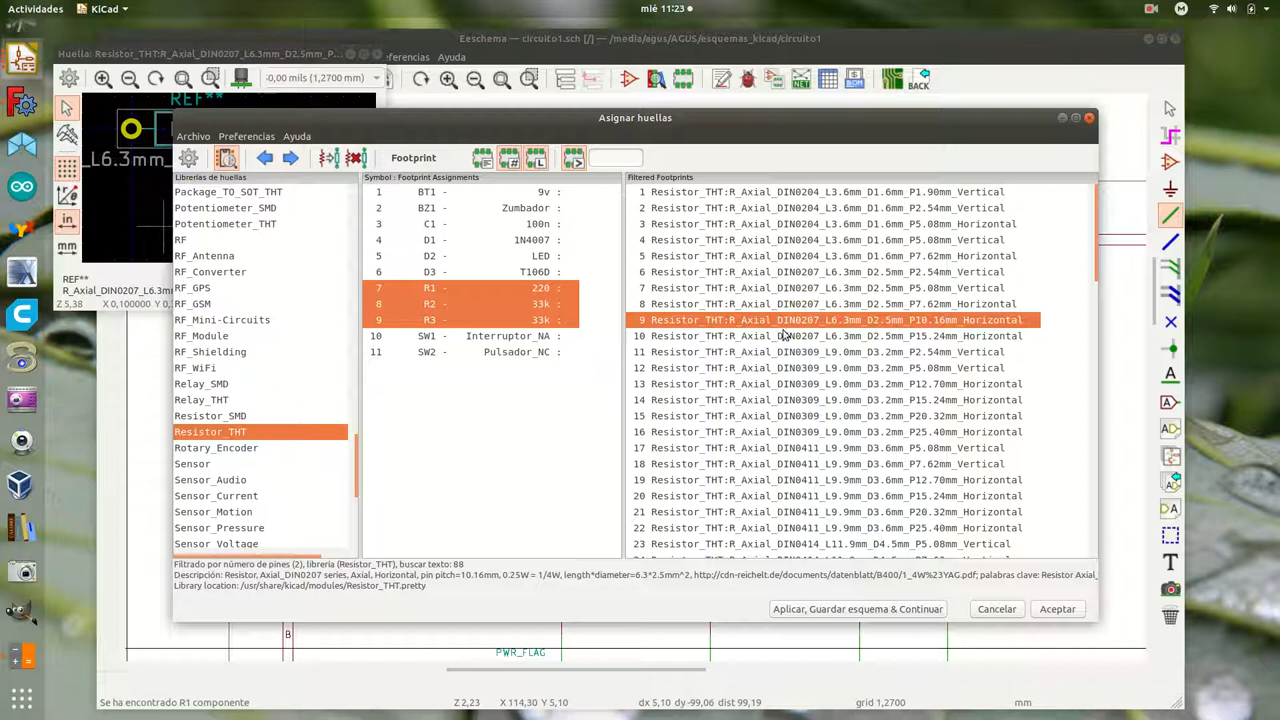 Actividades
KiCad
mié 11:23
Eeschema — circuito1.sch [/] — /media/agus/AGUS/esquemas_kicad/circuito1
Huella: Resistor_THT:R_Axial_DIN0207_L6.3mm_D2.5mm_P...
eferencias
Ayuda
0,00 mils (1,2700 mm)
BACK
REF**
_L6.3mm_
in
mm
REF**
R_Axial_DIN0207_L6.3mm_D2
Z 5,38
X 0,100000
Asignar huellas
Archivo
Preferencias
Ayuda
Footprint
Librerías de huellas
Symbol : Footprint Assignments
Filtered Footprints
Package_TO_SOT_THT
Potentiometer_SMD
Potentiometer_THT
RF
RF_Antenna
RF_Converter
RF_GPS
RF_GSM
RF_Mini-Circuits
RF_Module
RF_Shielding
RF_WiFi
Relay_SMD
Relay_THT
Resistor_SMD
Resistor_THT
Rotary_Encoder
Sensor
Sensor_Audio
Sensor_Current
Sensor_Motion
Sensor_Pressure
Sensor_Voltage
1 BT1 - 9v :
2 BZ1 - Zumbador :
3 C1 - 100n :
4 D1 - 1N4007 :
5 D2 - LED :
6 D3 - T106D :
7 R1 - 220 :
8 R2 - 33k :
9 R3 - 33k :
10 SW1 - Interruptor_NA :
11 SW2 - Pulsador_NC :
1 Resistor_THT:R_Axial_DIN0204_L3.6mm_D1.6mm_P1.90mm_Vertical
2 Resistor_THT:R_Axial_DIN0204_L3.6mm_D1.6mm_P2.54mm_Vertical
3 Resistor_THT:R_Axial_DIN0204_L3.6mm_D1.6mm_P5.08mm_Horizontal
4 Resistor_THT:R_Axial_DIN0204_L3.6mm_D1.6mm_P5.08mm_Vertical
5 Resistor_THT:R_Axial_DIN0204_L3.6mm_D1.6mm_P7.62mm_Horizontal
6 Resistor_THT:R_Axial_DIN0207_L6.3mm_D2.5mm_P2.54mm_Vertical
7 Resistor_THT:R_Axial_DIN0207_L6.3mm_D2.5mm_P5.08mm_Vertical
8 Resistor_THT:R_Axial_DIN0207_L6.3mm_D2.5mm_P7.62mm_Horizontal
9 Resistor_THT:R_Axial_DIN0207_L6.3mm_D2.5mm_P10.16mm_Horizontal
10 Resistor_THT:R_Axial_DIN0207_L6.3mm_D2.5mm_P15.24mm_Horizontal
11 Resistor_THT:R_Axial_DIN0309_L9.0mm_D3.2mm_P2.54mm_Vertical
12 Resistor_THT:R_Axial_DIN0309_L9.0mm_D3.2mm_P5.08mm_Vertical
13 Resistor_THT:R_Axial_DIN0309_L9.0mm_D3.2mm_P12.70mm_Horizontal
14 Resistor_THT:R_Axial_DIN0309_L9.0mm_D3.2mm_P15.24mm_Horizontal
15 Resistor_THT:R_Axial_DIN0309_L9.0mm_D3.2mm_P20.32mm_Horizontal
16 Resistor_THT:R_Axial_DIN0309_L9.0mm_D3.2mm_P25.40mm_Horizontal
17 Resistor_THT:R_Axial_DIN0411_L9.9mm_D3.6mm_P5.08mm_Vertical
18 Resistor_THT:R_Axial_DIN0411_L9.9mm_D3.6mm_P7.62mm_Vertical
19 Resistor_THT:R_Axial_DIN0411_L9.9mm_D3.6mm_P12.70mm_Horizontal
20 Resistor_THT:R_Axial_DIN0411_L9.9mm_D3.6mm_P15.24mm_Horizontal
21 Resistor_THT:R_Axial_DIN0411_L9.9mm_D3.6mm_P20.32mm_Horizontal
22 Resistor_THT:R_Axial_DIN0411_L9.9mm_D3.6mm_P25.40mm_Horizontal
23 Resistor_THT:R_Axial_DIN0414_L11.9mm_D4.5mm_P5.08mm_Vertical
Filtrado por número de pines (2), librería (Resistor_THT), buscar texto: 88
Descripción: Resistor, Axial_DIN0207 series, Axial, Horizontal, pin pitch=10.16mm, 0.25W = 1/4W, length*diameter=6.3*2.5mm^2, http://cdn-reichelt.de/documents/datenblatt/B400/1_4W%23YAG.pdf; palabras clave: Resistor Axial_
Library location: /usr/share/kicad/modules/Resistor_THT.pretty
Aplicar, Guardar esquema & Continuar
Cancelar
Aceptar
B
PWR_FLAG
Se ha encontrado R1 componente
Z 2,23
X 114,30 Y 5,10
dx 5,10 dy -99,06 dist 99,19
grid 1,2700
mm